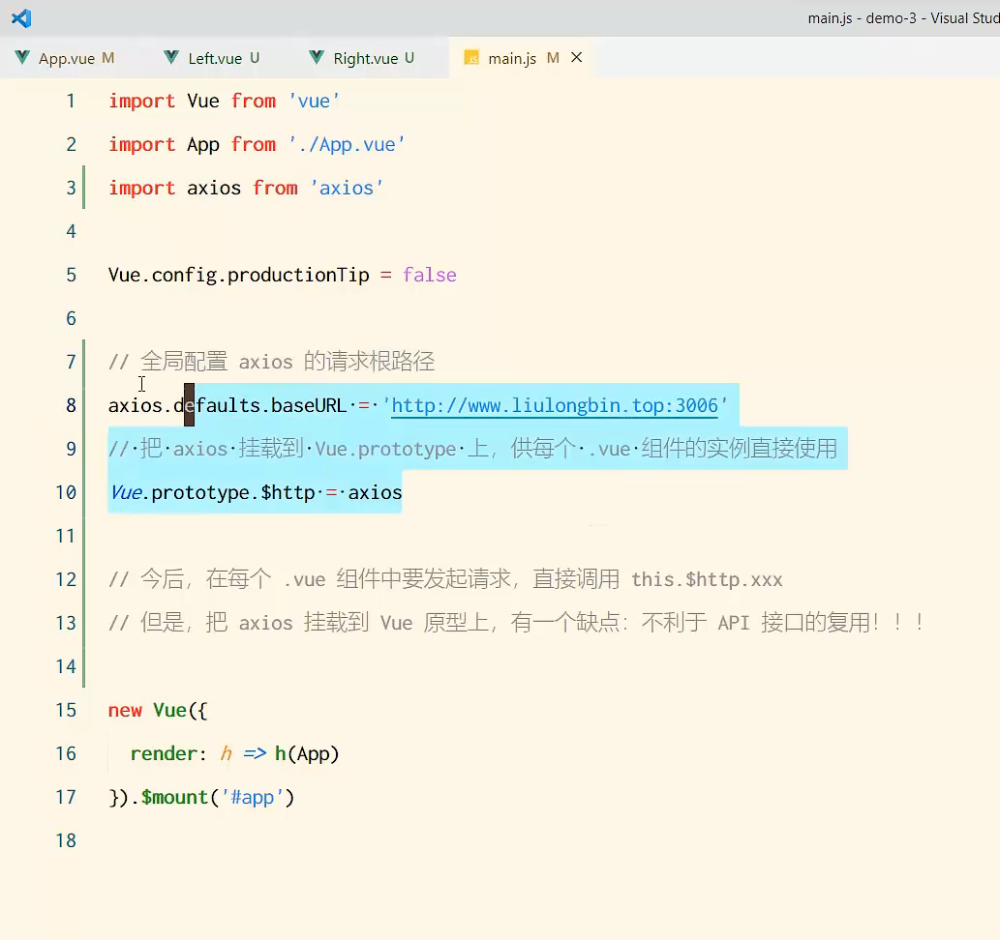 main.js - demo-3 - Visual Stud
App.vue M Left.vue U Right.vue U main.js M
1 import Vue from 'vue'
2 import App from './App.vue'
3 import axios from 'axios'
4
5 Vue.config.productionTip = false
6
7 // 全局配置 axios 的请求根路径
8 axios.defaults.baseURL = 'http://www.liulongbin.top:3006'
9 // 把 axios 挂载到 Vue.prototype 上，供每个 .vue 组件的实例直接使用
10 Vue.prototype.$http = axios
11
12 // 今后，在每个 .vue 组件中要发起请求，直接调用 this.$http.xxx
13 // 但是，把 axios 挂载到 Vue 原型上，有一个缺点：不利于 API 接口的复用！！！
14
15 new Vue({
16 render: h => h(App)
17 }).$mount('#app')
18